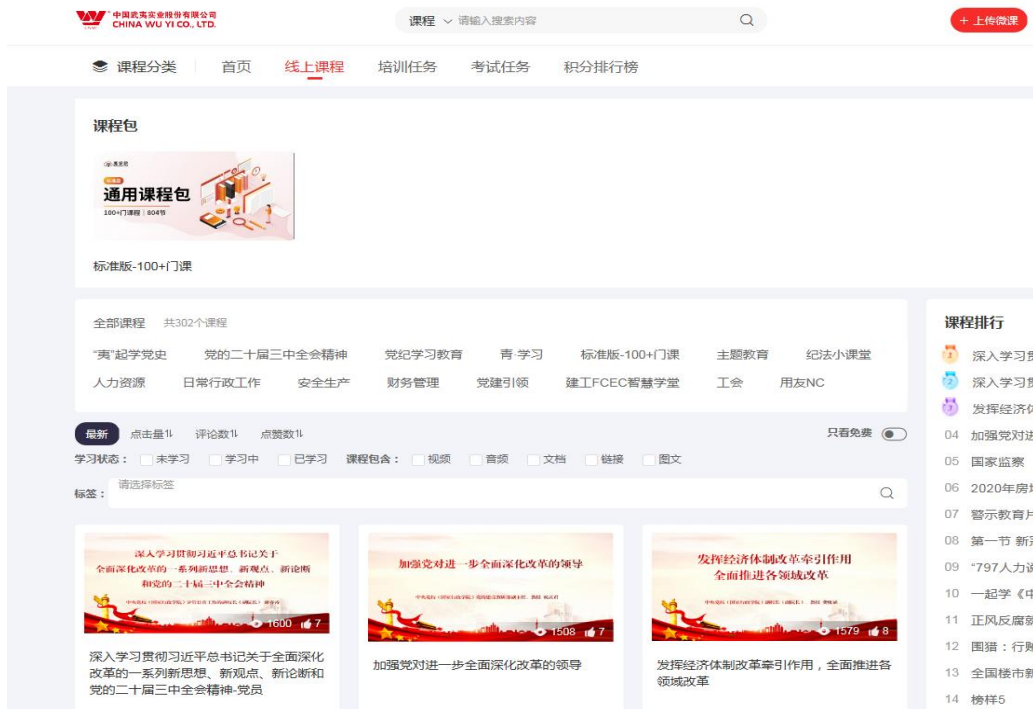 中国武夷实业股份有限公司
CHINA WU YI CO., LTD.
课程 请输入搜索内容
+ 上传微课
课程分类 首页 线上课程 培训任务 考试任务 积分排行榜
课程包
通用课程包
100+门课程 | 804节
标准版-100+门课
全部课程 共302个课程
“夷”起学党史 党的二十届三中全会精神 党纪学习教育 青·学习 标准版-100+门课 主题教育 纪法小课堂
人力资源 日常行政工作 安全生产 财务管理 党建引领 建工FCEC智慧学堂 工会 用友NC
最新 点击量 评论数 点赞数 只看免费
学习状态： 未学习 学习中 已学习 课程包含： 视频 音频 文档 链接 图文
标签： 请选择标签
深入学习贯彻习近平总书记关于
全面深化改革的一系列新思想、新观点、新论断
和党的二十届三中全会精神
1600 7
深入学习贯彻习近平总书记关于全面深化
改革的一系列新思想、新观点、新论断和
党的二十届三中全会精神-党员
加强党对进一步全面深化改革的领导
1508 7
加强党对进一步全面深化改革的领导
发挥经济体制改革牵引作用
全面推进各领域改革
1579 8
发挥经济体制改革牵引作用，全面推进各
领域改革
课程排行
1 深入学习贯
2 深入学习贯
3 发挥经济体
04 加强党对进
05 国家监察
06 2020年房地
07 警示教育片
08 第一节 新
09 “797人力
10 一起学《中
11 正风反腐就
12 围猎：行贿
13 全国楼市新
14 榜样5